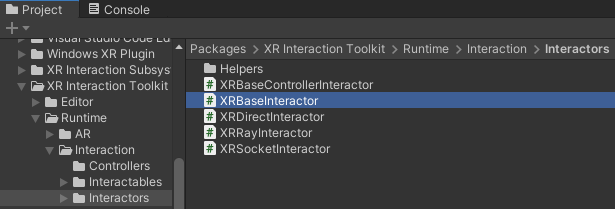 Project Console
Visual Studio Code Ed
Windows XR Plugin
XR Interaction Subsyst
XR Interaction Toolkit
Editor
Runtime
AR
Interaction
Controllers
Interactables
Interactors
Packages > XR Interaction Toolkit > Runtime > Interaction > Interactors
Helpers
XRBaseControllerInteractor
XRBaseInteractor
XRDirectInteractor
XRRayInteractor
XRSocketInteractor